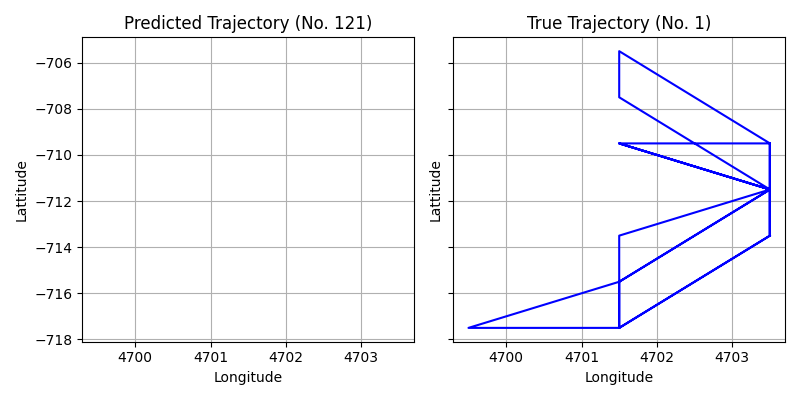 Predicted Trajectory (No. 121)
True Trajectory (No. 1)
−706
−708
−710
−712
−714
−716
−718
Lattitude
Lattitude
4700 4701 4702 4703
4700 4701 4702 4703
Longitude
Longitude